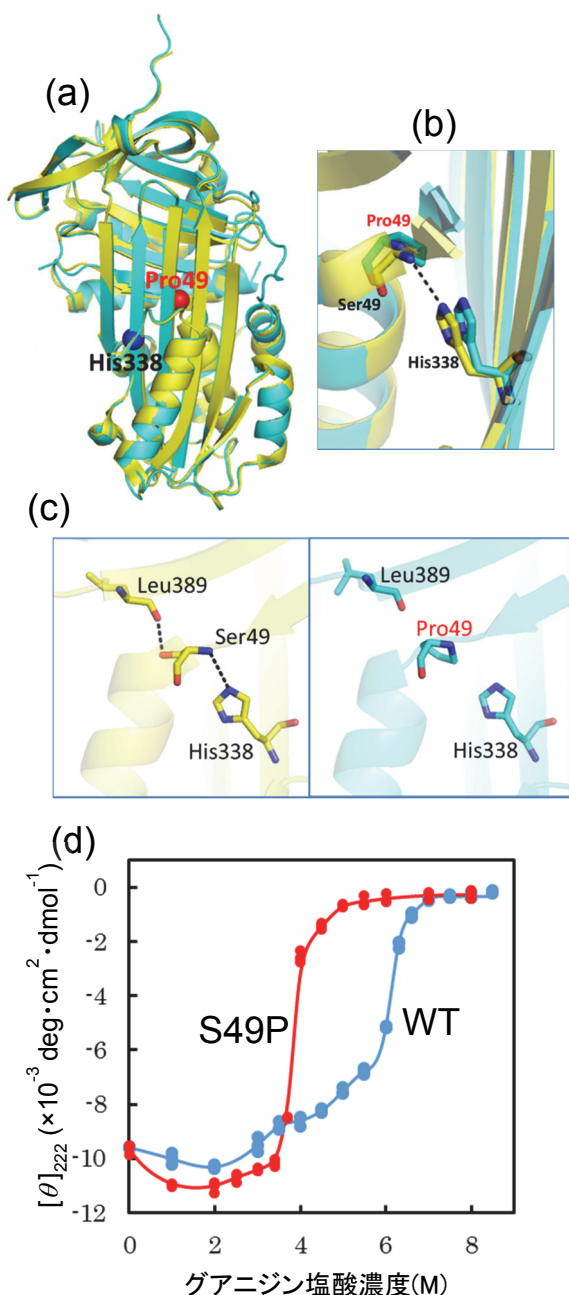 (a)
Pro49
His338
(b)
Pro49
Ser49
His338
(c)
Leu389
Ser49
His338
Leu389
Pro49
His338
(d)
0
-2
-4
-6
-8
-10
-12
[θ]222 (×10-3 deg・cm2・dmol-1)
S49P
WT
0 2 4 6 8
グアニジン塩酸濃度(M)